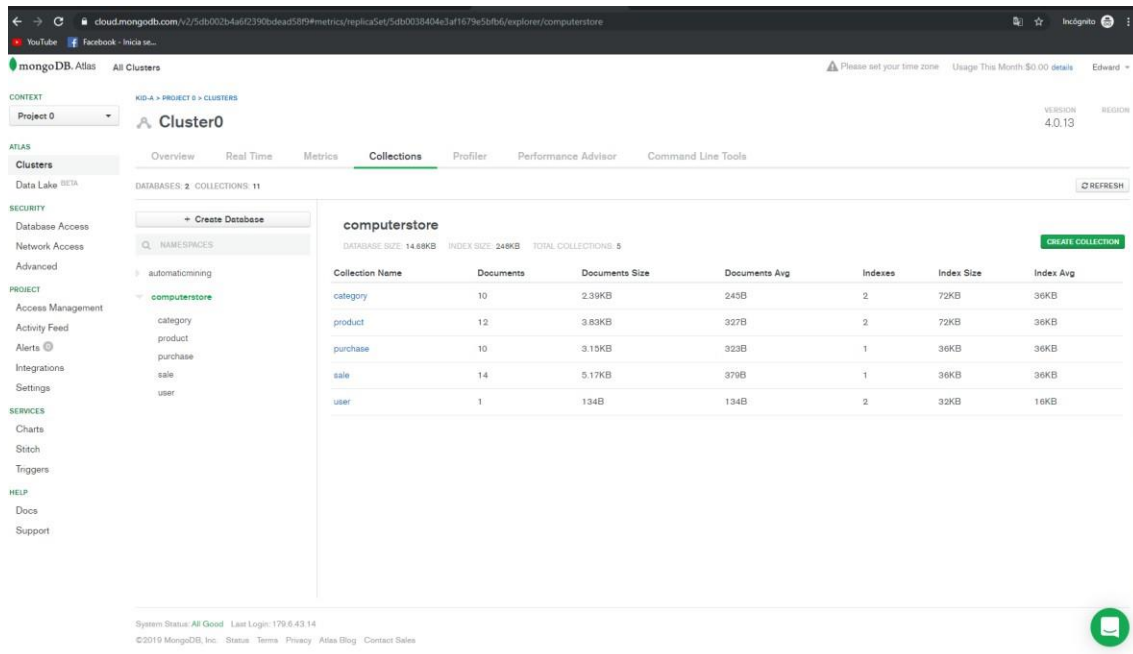 cloud.mongodb.com/v2/5db002b4a6f2390bdead58f9#metrics/replicaSet/5db0038404e3af1679e5bfb6/explorer/computerstore
Incógnito
YouTube Facebook - Inicia se...
mongoDB. Atlas All Clusters Please set your time zone Usage This Month:$0.00 details Edward
CONTEXT
Project 0
ATLAS
Clusters
Data Lake BETA
SECURITY
Database Access
Network Access
Advanced
PROJECT
Access Management
Activity Feed
Alerts 0
Integrations
Settings
SERVICES
Charts
Stitch
Triggers
HELP
Docs
Support
KID-A > PROJECT 0 > CLUSTERS
Cluster0
VERSION REGION
4.0.13
Overview Real Time Metrics Collections Profiler Performance Advisor Command Line Tools
DATABASES: 2 COLLECTIONS: 11
REFRESH
+ Create Database
NAMESPACES
automaticmining
computerstore
category
product
purchase
sale
user
computerstore
DATABASE SIZE: 14.68KB INDEX SIZE: 248KB TOTAL COLLECTIONS: 5
CREATE COLLECTION
Collection Name Documents Documents Size Documents Avg Indexes Index Size Index Avg
category 10 2.39KB 245B 2 72KB 36KB
product 12 3.83KB 327B 2 72KB 36KB
purchase 10 3.15KB 323B 1 36KB 36KB
sale 14 5.17KB 379B 1 36KB 36KB
user 1 134B 134B 2 32KB 16KB
System Status: All Good Last Login: 179.6.43.14
©2019 MongoDB, Inc. Status Terms Privacy Atlas Blog Contact Sales